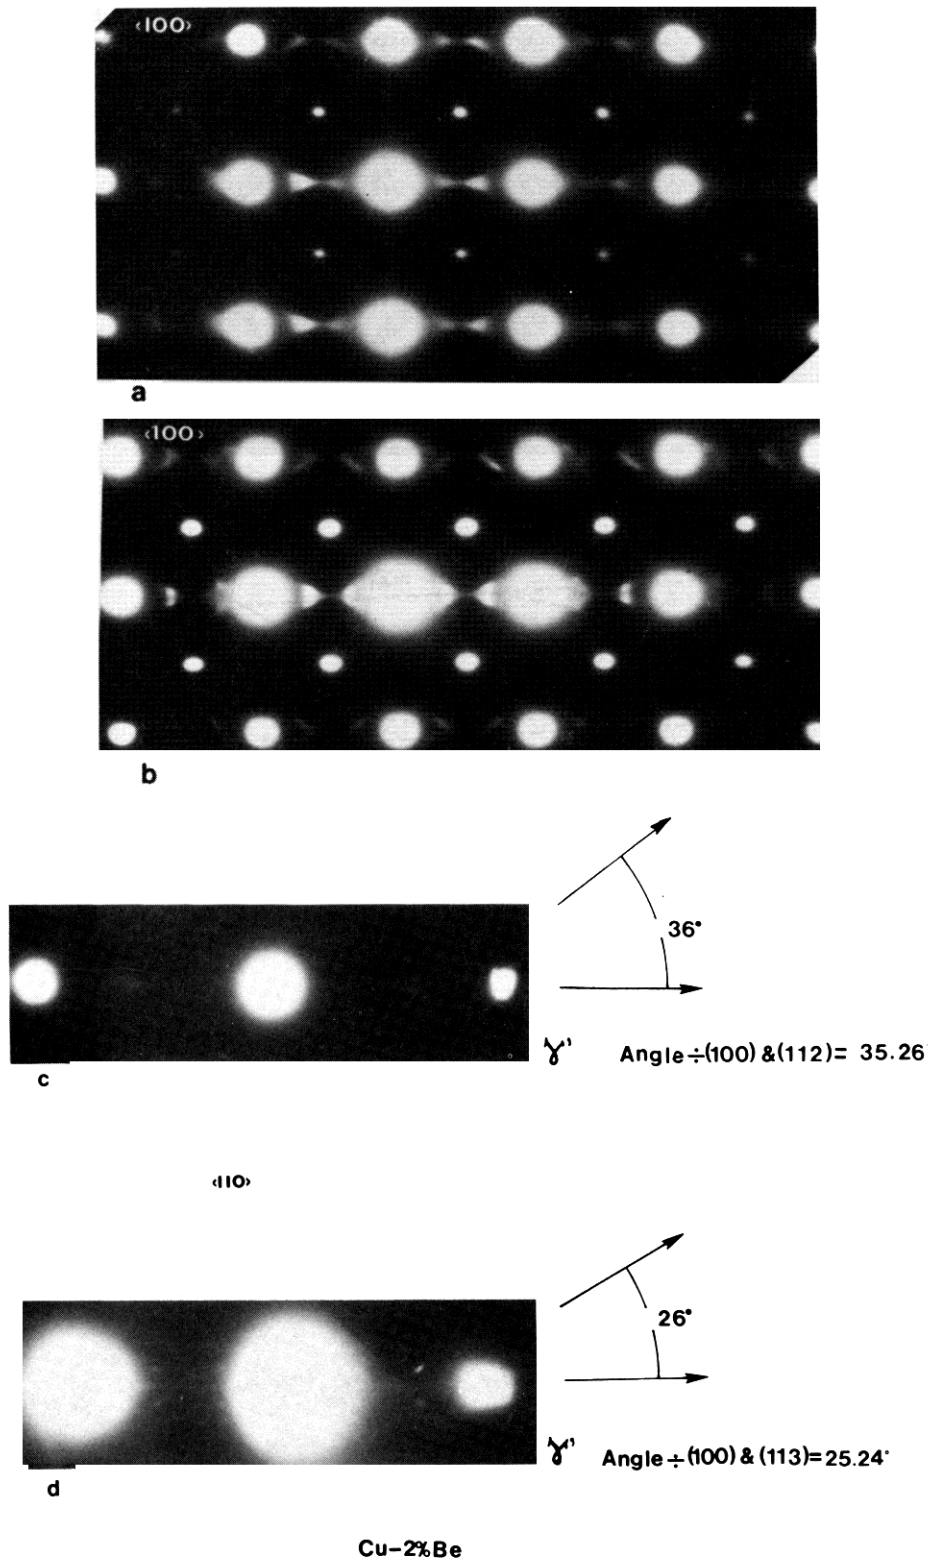 ‹100›
a
‹100›
b
36°
γ' Angle÷(100) &(112)= 35.26°
c
‹110›
26°
γ' Angle÷(100) & (113)=25.24°
d
Cu–2%Be